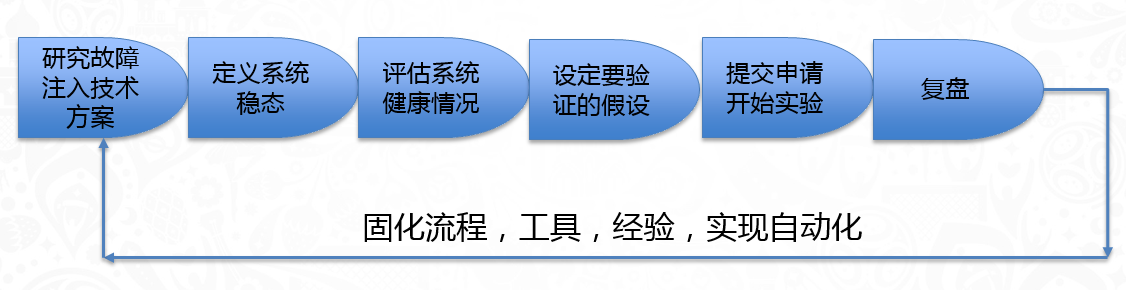 研究故障
注入技术
方案
定义系统
稳态
评估系统
健康情况
设定要验
证的假设
提交申请
开始实验
复盘
固化流程，工具，经验，实现自动化